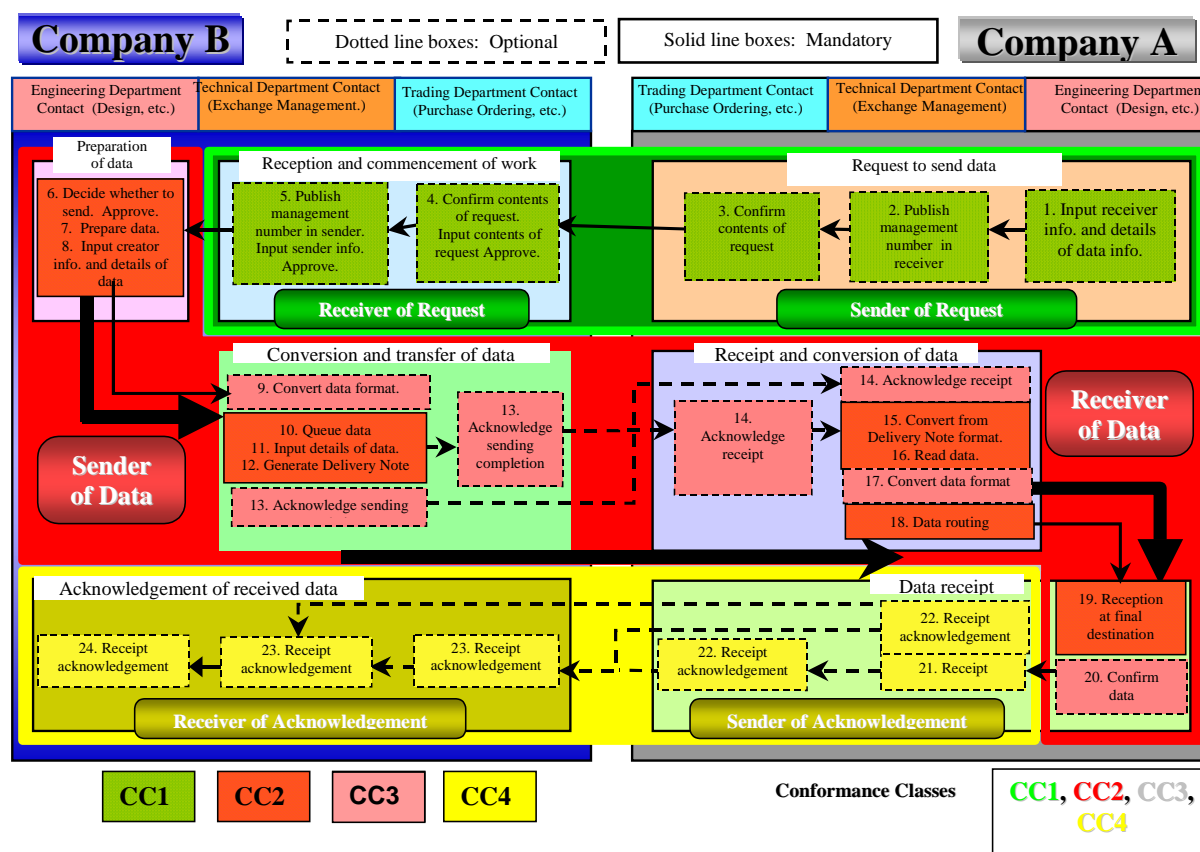 Company B
Dotted line boxes: Optional
Solid line boxes: Mandatory
Company A
Engineering Department
Contact (Design, etc.)
Technical Department Contact
(Exchange Management.)
Trading Department Contact
(Purchase Ordering, etc.)
Trading Department Contact
(Purchase Ordering, etc.)
Technical Department Contact
(Exchange Management)
Engineering Department
Contact (Design, etc.)
Preparation
of data
Reception and commencement of work
Request to send data
6. Decide whether to
send. Approve.
7. Prepare data.
8. Input creator
info. and details of
data
5. Publish
management
number in sender.
Input sender info.
Approve.
4. Confirm contents
of request.
Input contents of
request Approve.
3. Confirm
contents of
request
2. Publish
management
number in
receiver
1. Input receiver
info. and details
of data info.
Receiver of Request
Sender of Request
Conversion and transfer of data
Receipt and conversion of data
9. Convert data format.
10. Queue data
11. Input details of data.
12. Generate Delivery Note
13. Acknowledge sending
13.
Acknowledge
sending
completion
14.
Acknowledge
receipt
14. Acknowledge receipt
15. Convert from
Delivery Note format.
16. Read data.
17. Convert data format
18. Data routing
Sender
of Data
Receiver
of Data
Acknowledgement of received data
Data receipt
24. Receipt
acknowledgement
23. Receipt
acknowledgement
23. Receipt
acknowledgement
22. Receipt
acknowledgement
22. Receipt
acknowledgement
21. Receipt
19. Reception
at final
destination
20. Confirm
data
Receiver of Acknowledgement
Sender of Acknowledgement
CC1
CC2
CC3
CC4
Conformance Classes
CC1, CC2, CC3,
CC4